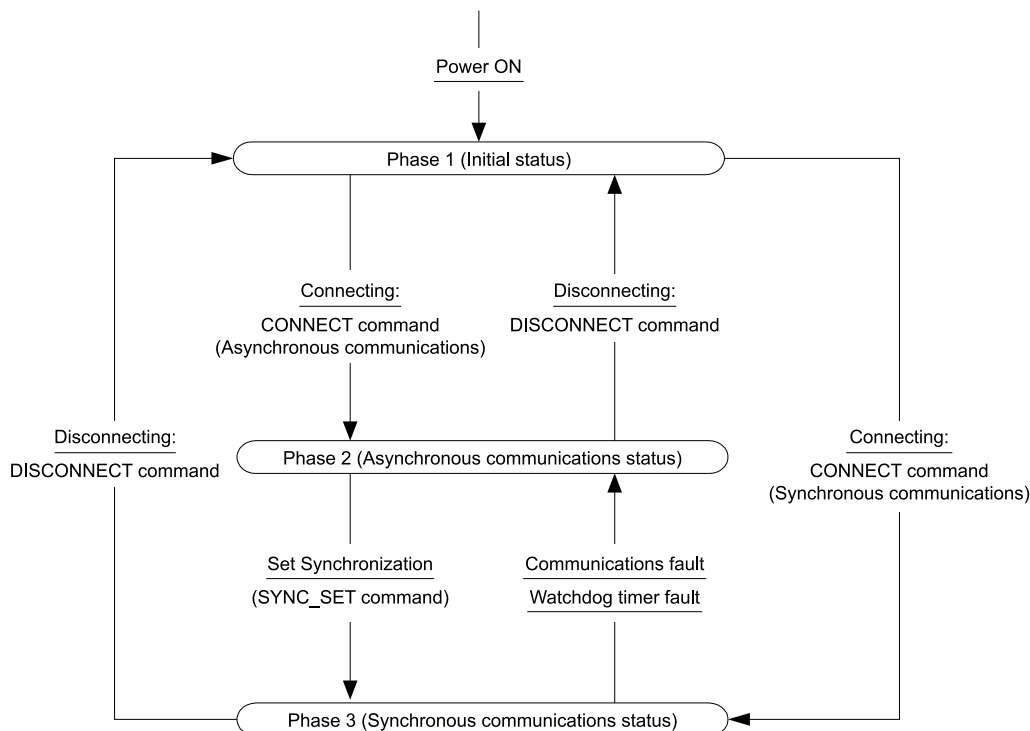 Power ON
Phase 1 (Initial status)
Connecting:
CONNECT command
(Asynchronous communications)
Disconnecting:
DISCONNECT command
Disconnecting:
DISCONNECT command
Phase 2 (Asynchronous communications status)
Connecting:
CONNECT command
(Synchronous communications)
Set Synchronization
(SYNC_SET command)
Communications fault
Watchdog timer fault
Phase 3 (Synchronous communications status)